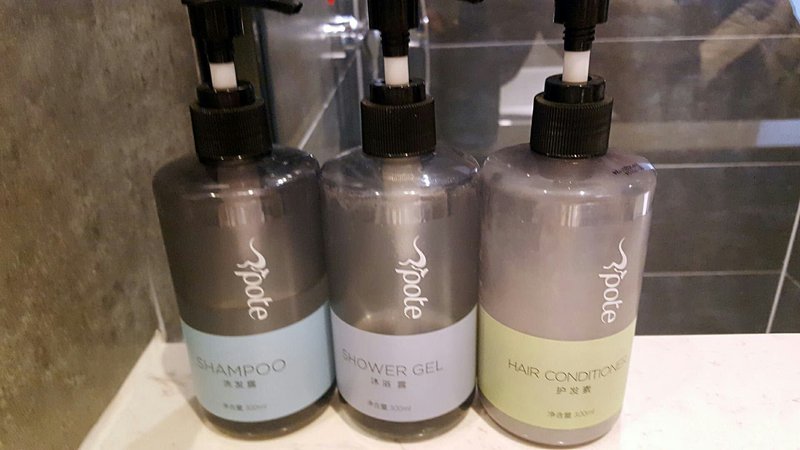 pote
SHAMPOO
洗发露
净含量 300ml
pote
SHOWER GEL
沐浴露
净含量 300ml
pote
HAIR CONDITIONER
护发素
净含量 300ml